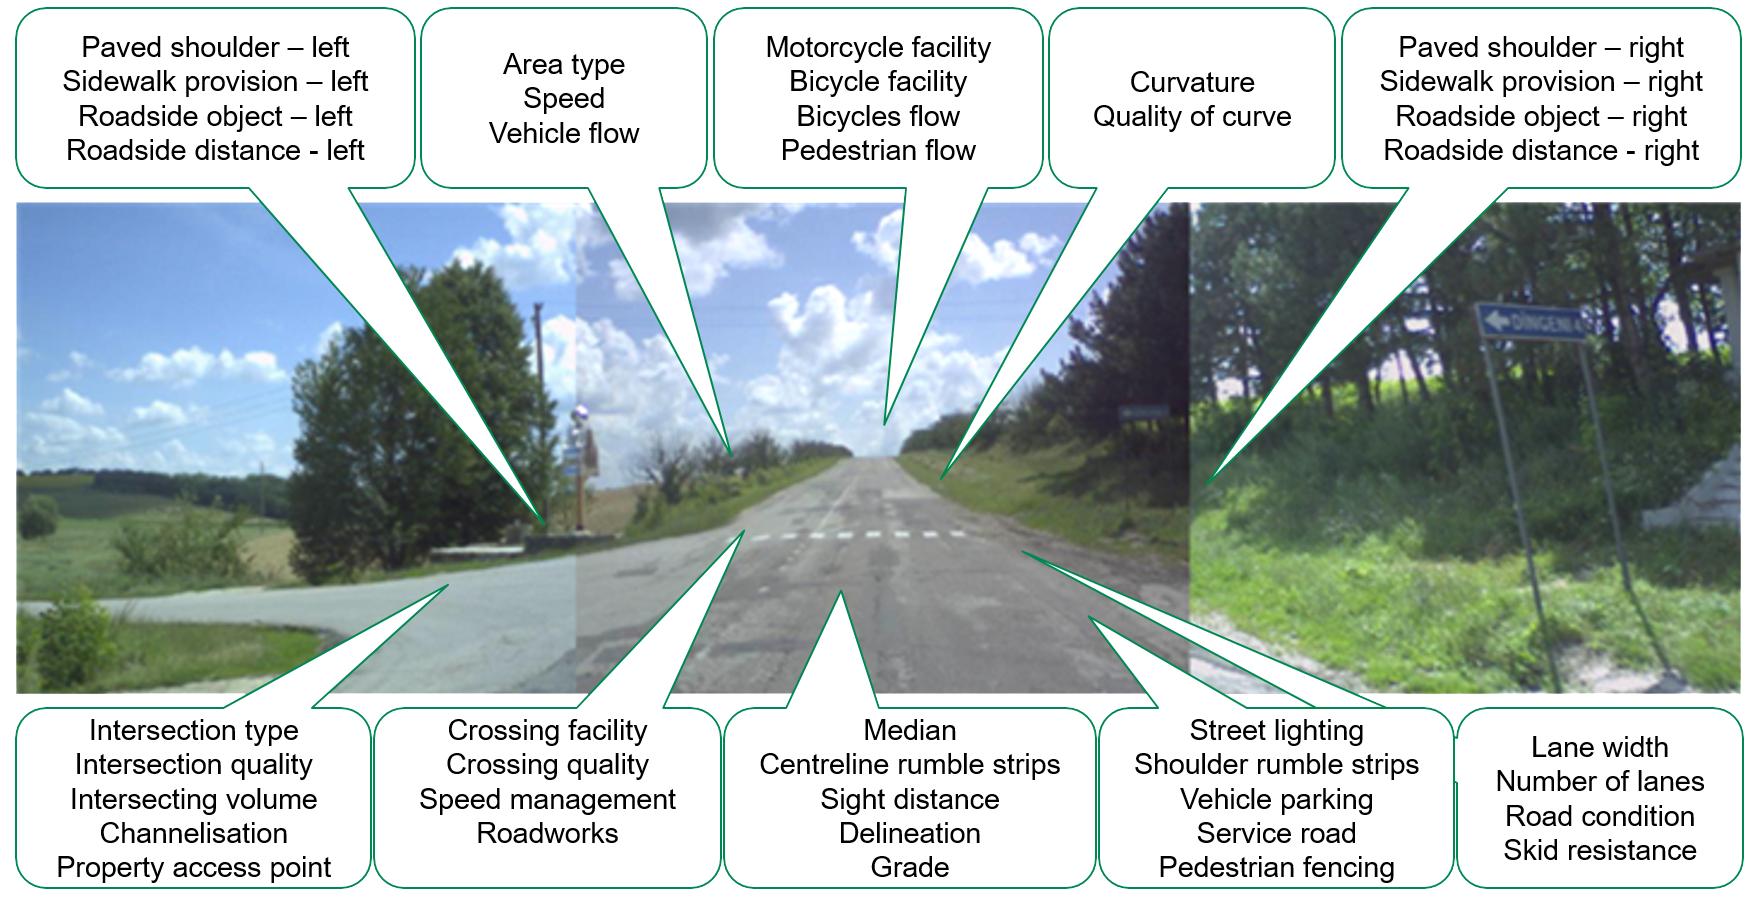 Paved shoulder – left
Sidewalk provision – left
Roadside object – left
Roadside distance - left
Area type
Speed
Vehicle flow
Motorcycle facility
Bicycle facility
Bicycles flow
Pedestrian flow
Curvature
Quality of curve
Paved shoulder – right
Sidewalk provision – right
Roadside object – right
Roadside distance - right
DÎNGENI
Intersection type
Intersection quality
Intersecting volume
Channelisation
Property access point
Crossing facility
Crossing quality
Speed management
Roadworks
Median
Centreline rumble strips
Sight distance
Delineation
Grade
Street lighting
Shoulder rumble strips
Vehicle parking
Service road
Pedestrian fencing
Lane width
Number of lanes
Road condition
Skid resistance